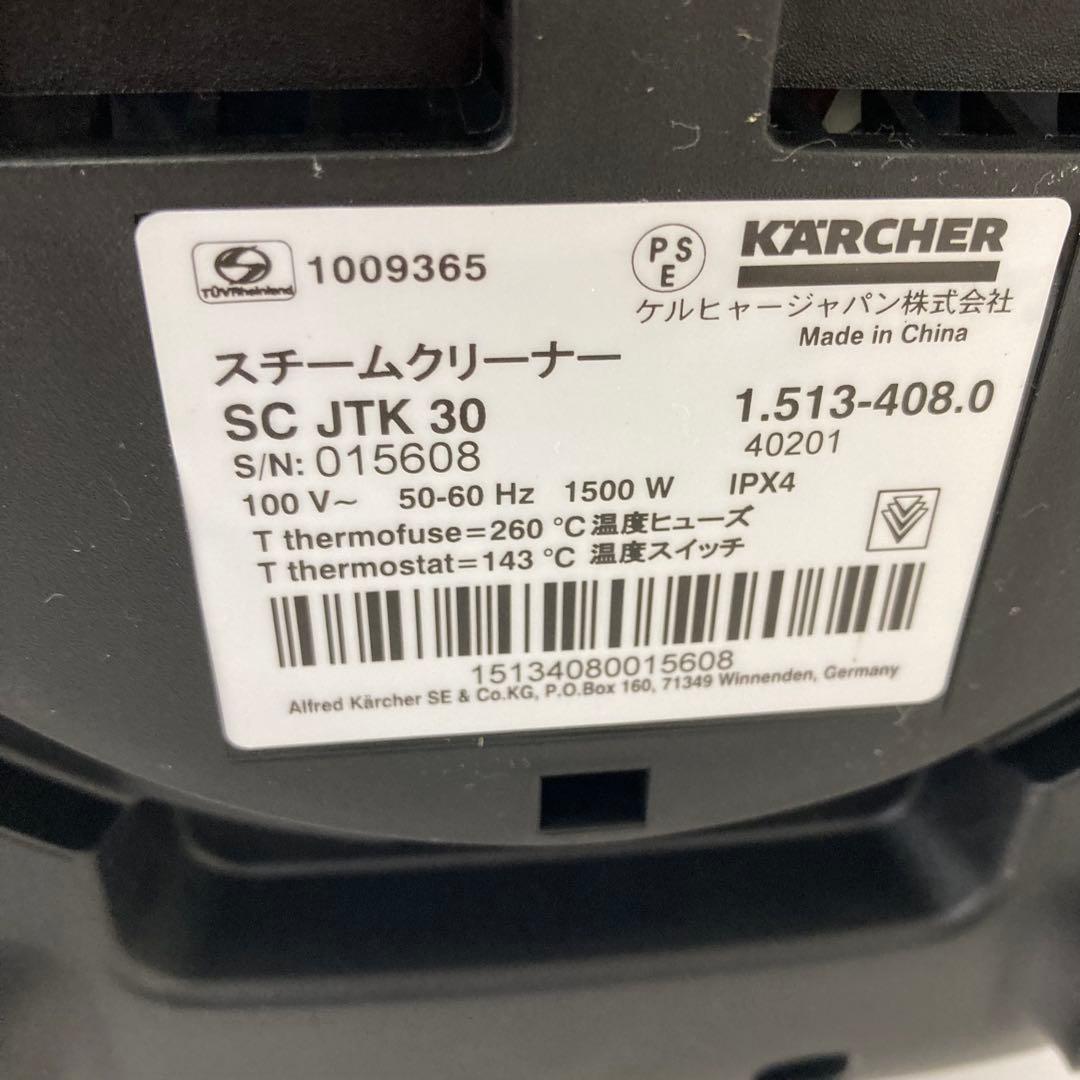 TÜVRheinland 1009365
PSE KÄRCHER
ケルヒャージャパン株式会社
Made in China
スチームクリーナー
SC JTK 30 1.513-408.0
S/N: 015608 40201
100 V~ 50-60 Hz 1500 W IPX4
T thermofuse=260 °C 温度ヒューズ
T thermostat=143 °C 温度スイッチ
15134080015608
Alfred Kärcher SE & Co.KG, P.O.Box 160, 71349 Winnenden, Germany